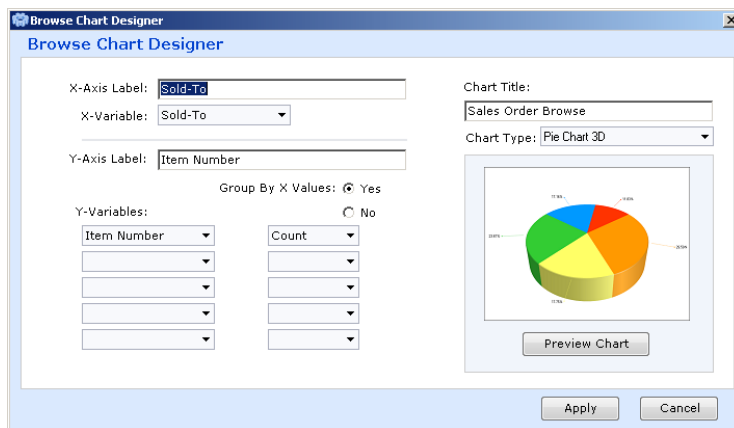 Browse Chart Designer
Browse Chart Designer
X-Axis Label: Sold-To
X-Variable: Sold-To
Y-Axis Label: Item Number
Group By X Values: Yes
No
Y-Variables:
Item Number Count
Chart Title:
Sales Order Browse
Chart Type: Pie Chart 3D
Preview Chart
Apply Cancel